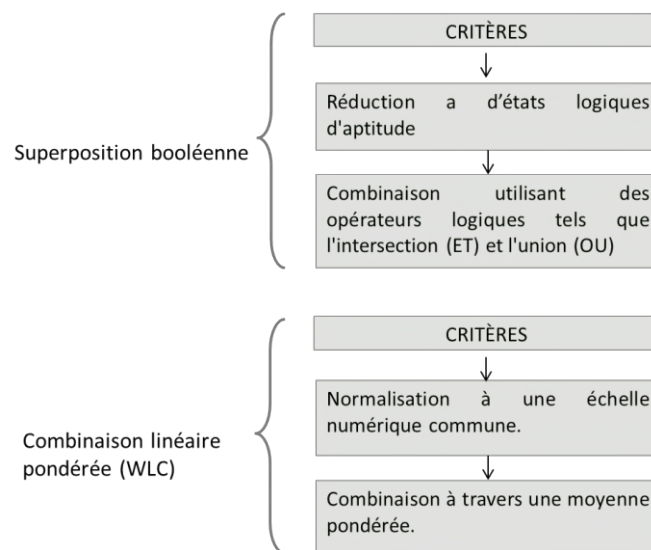 CRITÈRES
Réduction a d'états logiques
d'aptitude
Superposition booléenne
Combinaison utilisant des
opérateurs logiques tels que
l'intersection (ET) et l'union (OU)
CRITÈRES
Normalisation à une échelle
numérique commune.
Combinaison linéaire
pondérée (WLC)
Combinaison à travers une moyenne
pondérée.